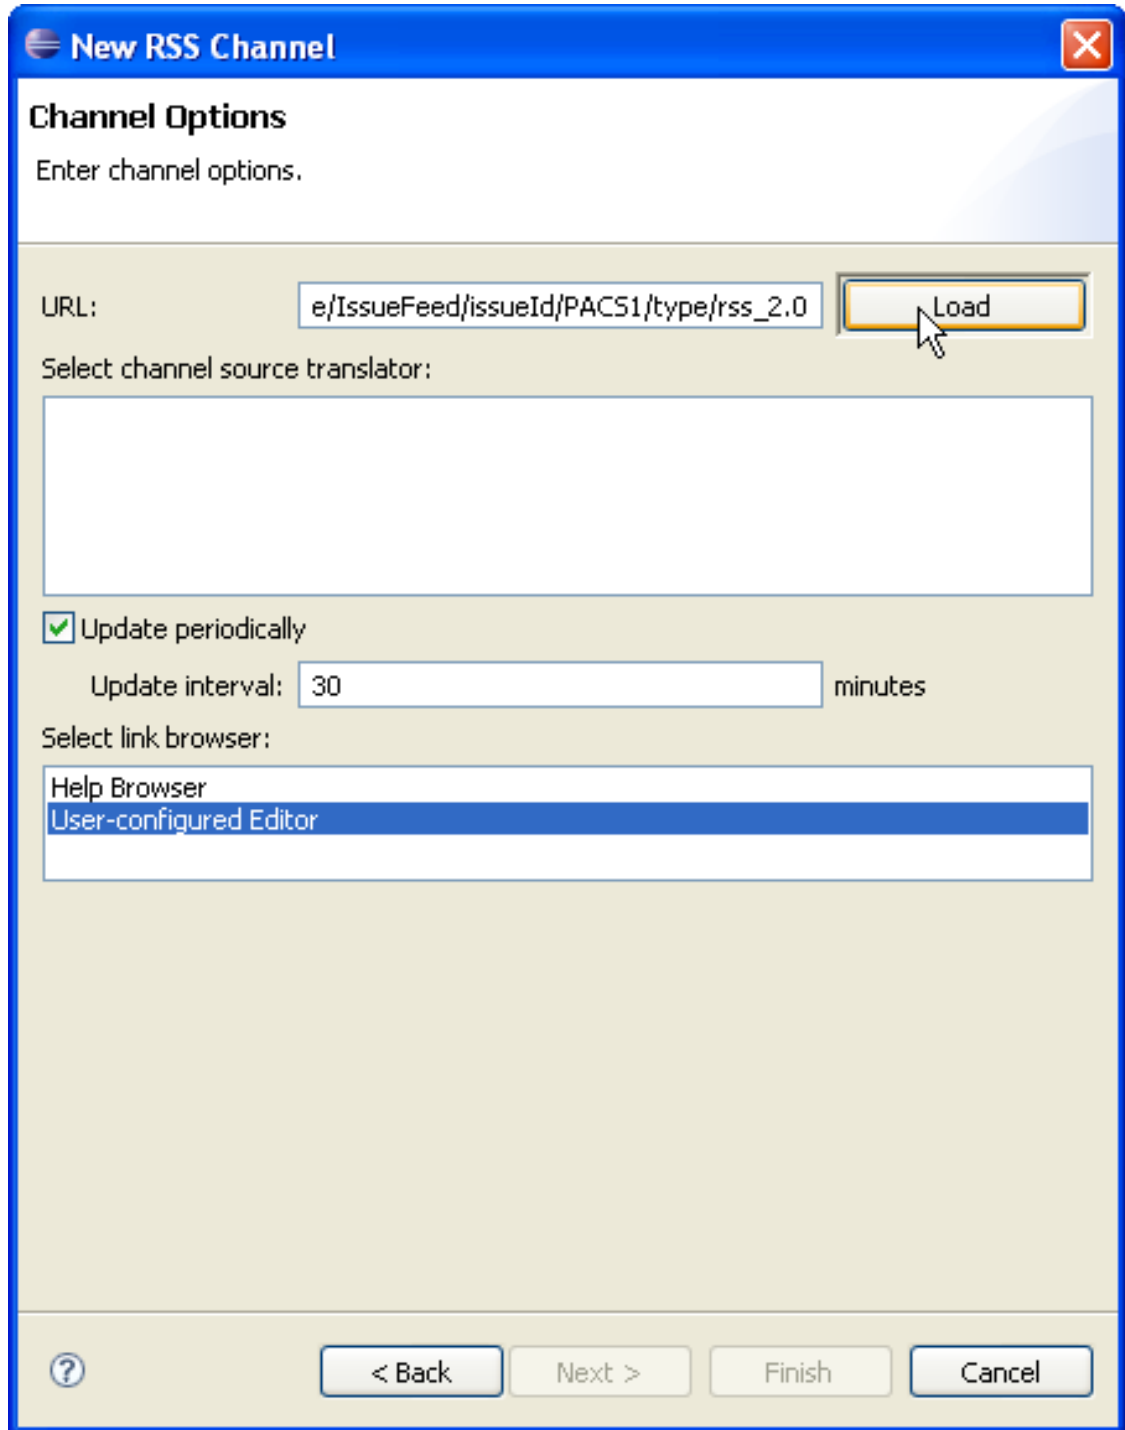 New RSS Channel
Channel Options
Enter channel options.
URL: e/IssueFeed/issueId/PACS1/type/rss_2.0 Load
Select channel source translator:
Update periodically
Update interval: 30 minutes
Select link browser:
Help Browser
User-configured Editor
? < Back Next > Finish Cancel